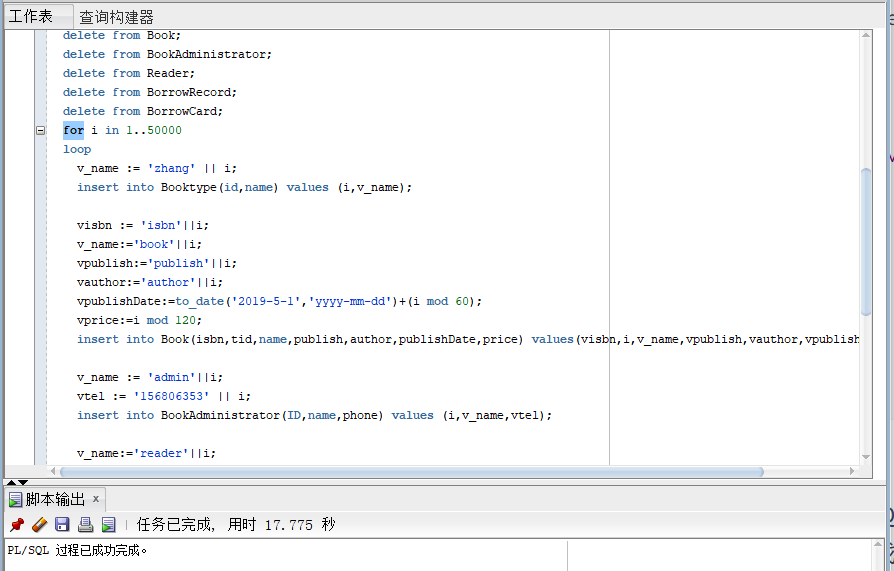 工作表 查询构建器
delete from Book;
delete from BookAdministrator;
delete from Reader;
delete from BorrowRecord;
delete from BorrowCard;
for i in 1..50000
loop
v_name := 'zhang' || i;
insert into Booktype(id,name) values (i,v_name);
visbn := 'isbn'||i;
v_name:='book'||i;
vpublish:='publish'||i;
vauthor:='author'||i;
vpublishDate:=to_date('2019-5-1','yyyy-mm-dd')+(i mod 60);
vprice:=i mod 120;
insert into Book(isbn,tid,name,publish,author,publishDate,price) values(visbn,i,v_name,vpublish,vauthor,vpublish
v_name := 'admin'||i;
vtel := '156806353' || i;
insert into BookAdministrator(ID,name,phone) values (i,v_name,vtel);
v_name:='reader'||i;
脚本输出 x
任务已完成, 用时 17.775 秒
PL/SQL 过程已成功完成。